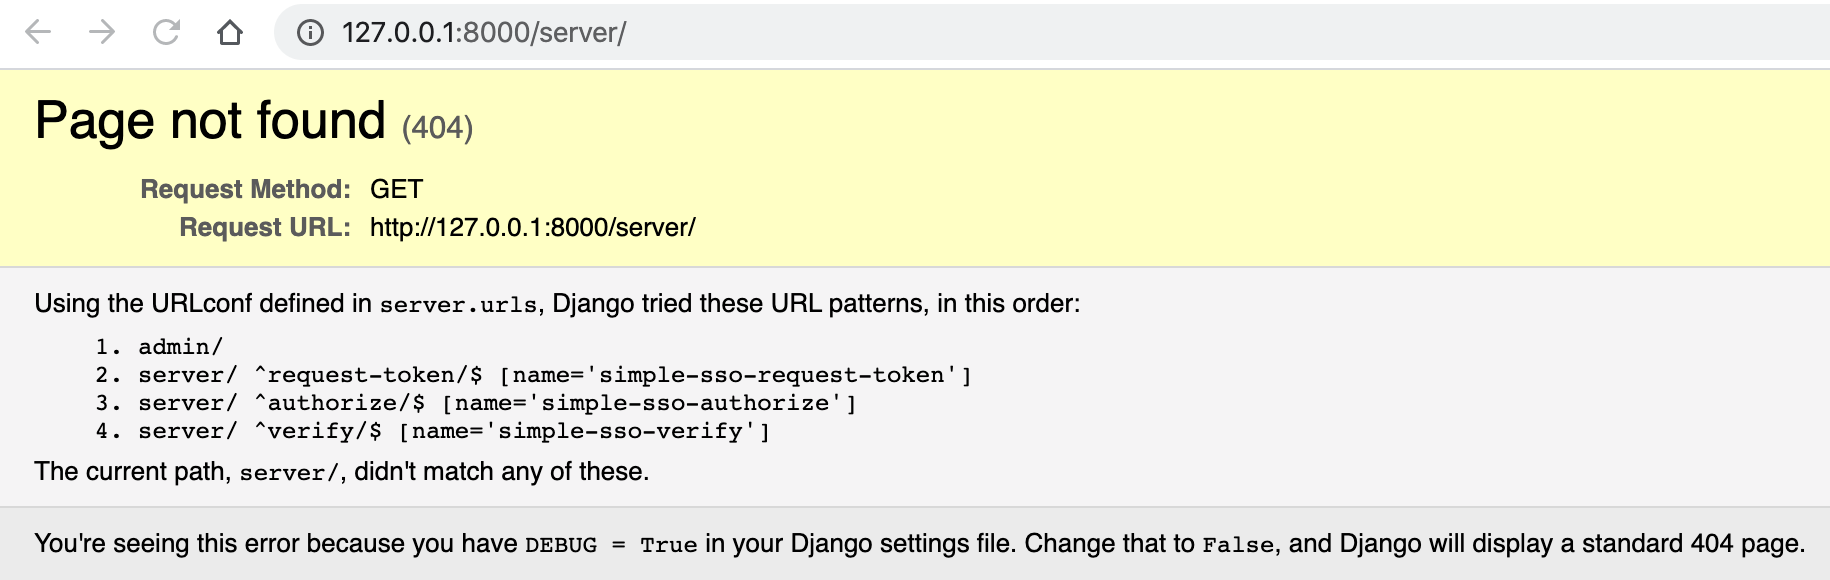 127.0.0.1:8000/server/
Page not found (404)
Request Method: GET
Request URL: http://127.0.0.1:8000/server/
Using the URLconf defined in server.urls, Django tried these URL patterns, in this order:
1. admin/
2. server/ ^request-token/$ [name='simple-sso-request-token']
3. server/ ^authorize/$ [name='simple-sso-authorize']
4. server/ ^verify/$ [name='simple-sso-verify']
The current path, server/, didn't match any of these.
You're seeing this error because you have DEBUG = True in your Django settings file. Change that to False, and Django will display a standard 404 page.